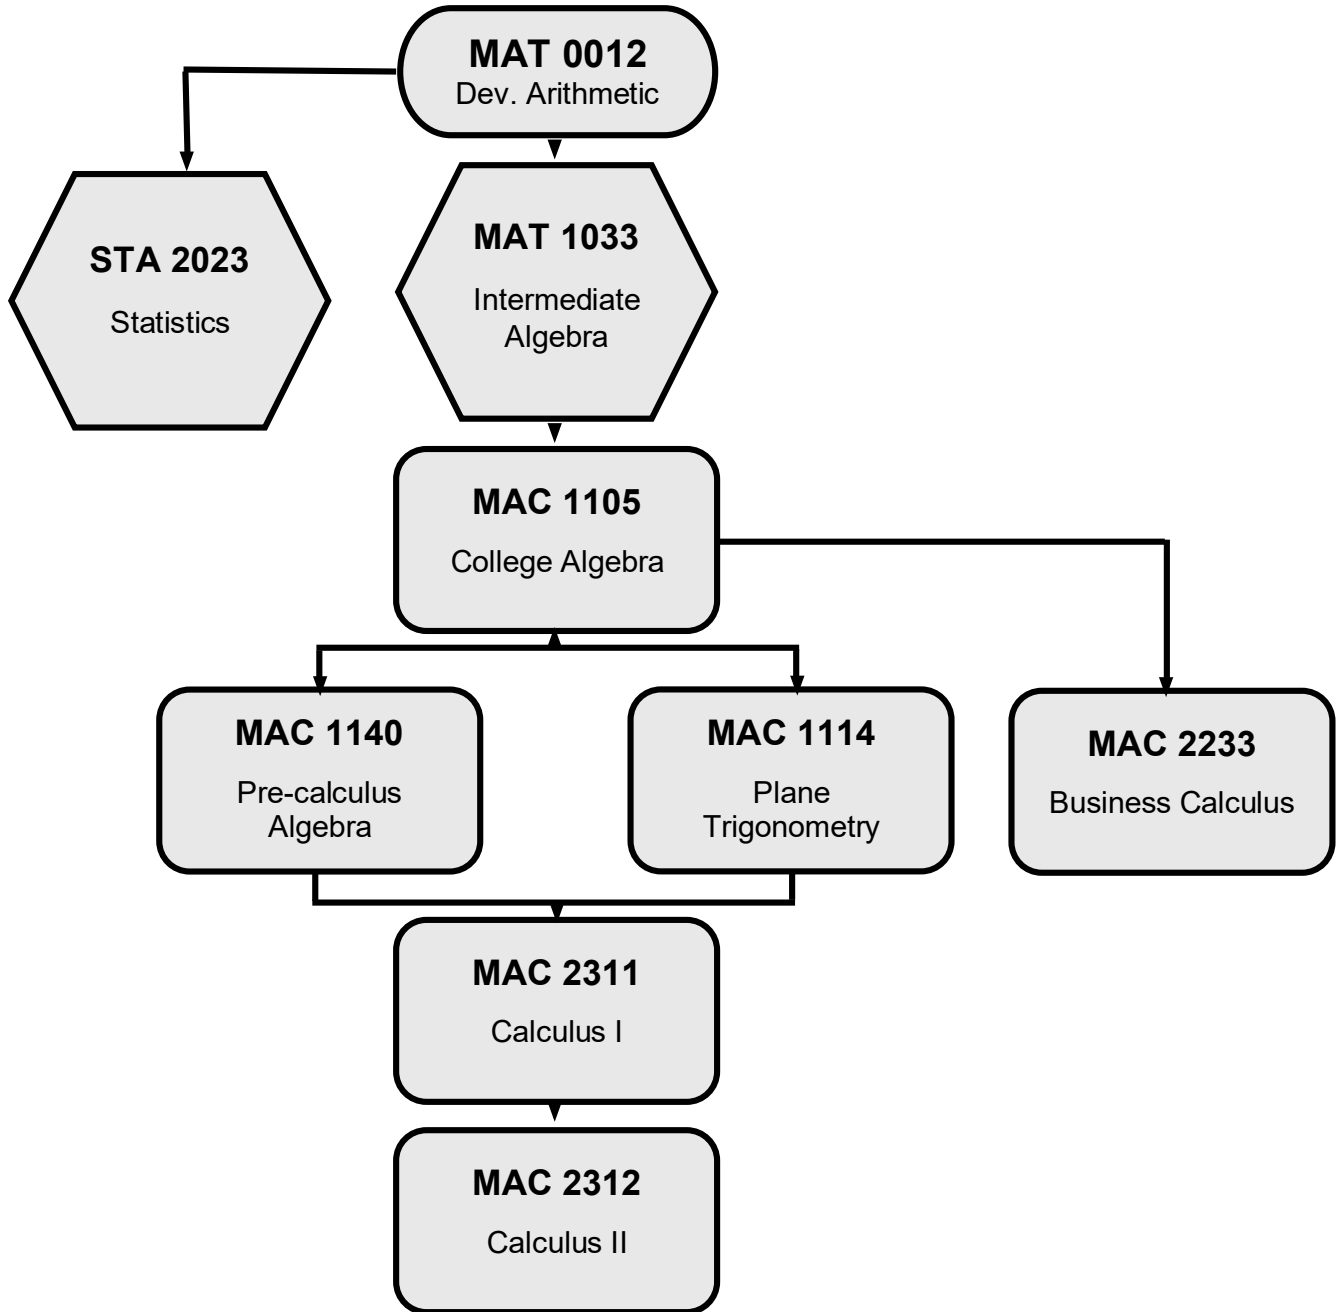 MAT 0012
Dev. Arithmetic
STA 2023
Statistics
MAT 1033
Intermediate
Algebra
MAC 1105
College Algebra
MAC 1140
Pre-calculus
Algebra
MAC 1114
Plane
Trigonometry
MAC 2233
Business Calculus
MAC 2311
Calculus I
MAC 2312
Calculus II